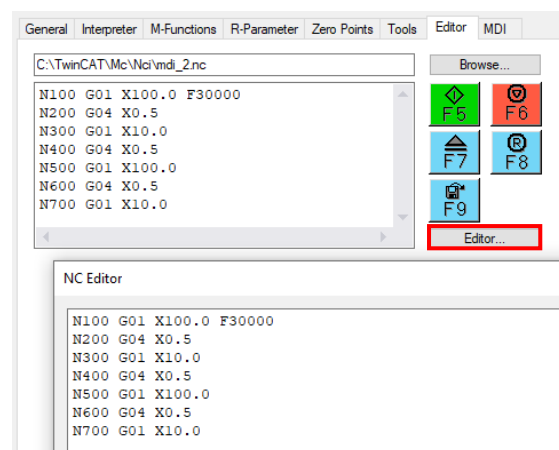 General Interpreter M-Functions R-Parameter Zero Points Tools Editor MDI
C:\TwinCAT\Mc\Nci\mdi_2.nc
Browse...
N100 G01 X100.0 F30000
N200 G04 X0.5
N300 G01 X10.0
N400 G04 X0.5
N500 G01 X100.0
N600 G04 X0.5
N700 G01 X10.0
F5
F6
F7
R
F8
F9
Editor...
NC Editor
N100 G01 X100.0 F30000
N200 G04 X0.5
N300 G01 X10.0
N400 G04 X0.5
N500 G01 X100.0
N600 G04 X0.5
N700 G01 X10.0